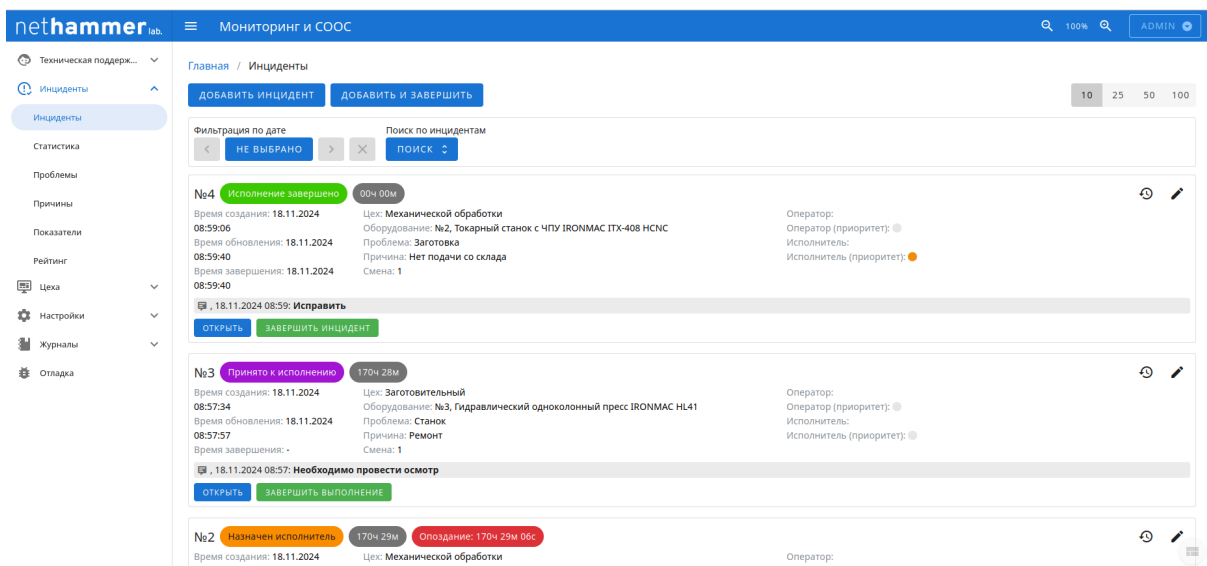 nethammer lab.
Мониторинг и СООС
100%
ADMIN
Техническая поддерж...
Инциденты
Инциденты
Статистика
Проблемы
Причины
Показатели
Рейтинг
Цеха
Настройки
Журналы
Отладка
Главная / Инциденты
ДОБАВИТЬ ИНЦИДЕНТ ДОБАВИТЬ И ЗАВЕРШИТЬ
10 25 50 100
Фильтрация по дате Поиск по инцидентам
НЕ ВЫБРАНО ПОИСК
№4 Исполнение завершено 00ч 00м
Время создания: 18.11.2024
08:59:06
Время обновления: 18.11.2024
08:59:40
Время завершения: 18.11.2024
08:59:40
Цех: Механической обработки
Оборудование: №2, Токарный станок с ЧПУ IRONMAC ITX-408 HCNC
Проблема: Заготовка
Причина: Нет подачи со склада
Смена: 1
Оператор:
Оператор (приоритет):
Исполнитель:
Исполнитель (приоритет):
, 18.11.2024 08:59: Исправить
ОТКРЫТЬ ЗАВЕРШИТЬ ИНЦИДЕНТ
№3 Принято к исполнению 170ч 28м
Время создания: 18.11.2024
08:57:34
Время обновления: 18.11.2024
08:57:57
Время завершения: -
Цех: Заготовительный
Оборудование: №3, Гидравлический одноколонный пресс IRONMAC HL41
Проблема: Станок
Причина: Ремонт
Смена: 1
Оператор:
Оператор (приоритет):
Исполнитель:
Исполнитель (приоритет):
, 18.11.2024 08:57: Необходимо провести осмотр
ОТКРЫТЬ ЗАВЕРШИТЬ ВЫПОЛНЕНИЕ
№2 Назначен исполнитель 170ч 29м Опоздание: 170ч 29м 06с
Время создания: 18.11.2024
Цех: Механической обработки
Оператор: